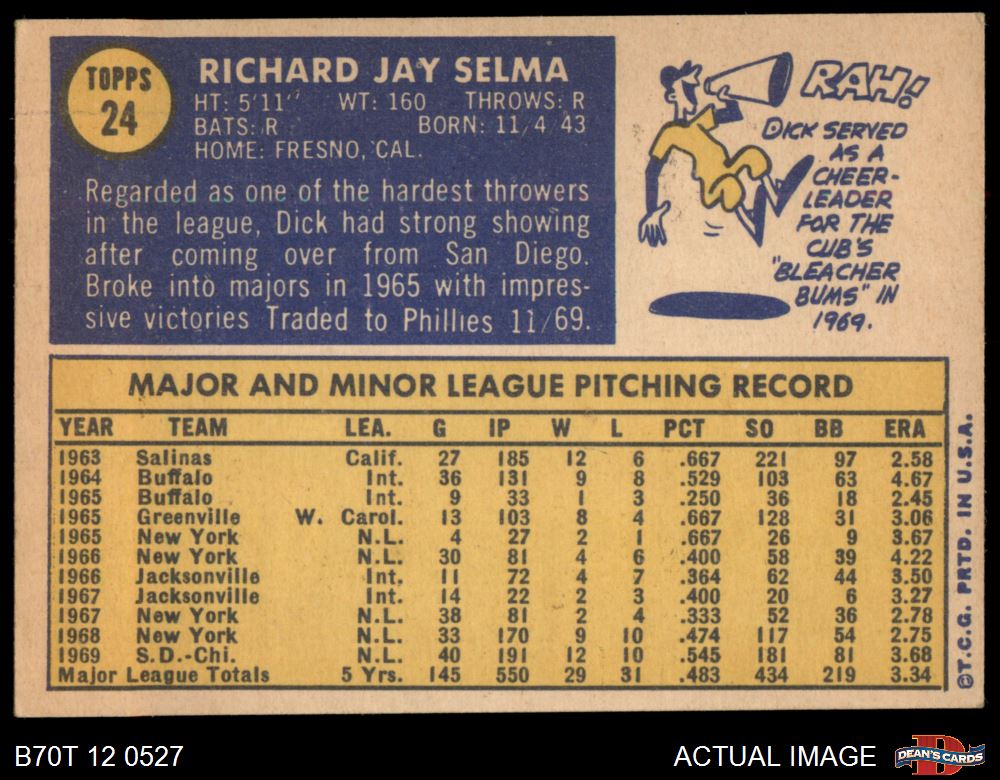 TOPPS
24
RICHARD JAY SELMA
HT: 5'11" WT: 160 THROWS: R
BATS: R BORN: 11/4/43
HOME: FRESNO, CAL.
Regarded as one of the hardest throwers
in the league, Dick had strong showing
after coming over from San Diego.
Broke into majors in 1965 with impres-
sive victories Traded to Phillies 11/69.
RAH!
DICK SERVED
AS A
CHEER-
LEADER
FOR THE
CUB'S
"BLEACHER
BUMS" IN
1969.
MAJOR AND MINOR LEAGUE PITCHING RECORD
YEAR TEAM LEA. G IP W L PCT SO BB ERA
1963 Salinas Calif. 27 185 12 6 .667 221 97 2.58
1964 Buffalo Int. 36 131 9 8 .529 103 63 4.67
1965 Buffalo Int. 9 33 1 3 .250 36 18 2.45
1965 Greenville W. Carol. 13 103 8 4 .667 128 31 3.06
1965 New York N.L. 4 27 2 1 .667 26 9 3.67
1966 New York N.L. 30 81 4 6 .400 58 39 4.22
1966 Jacksonville Int. 11 72 4 7 .364 62 44 3.50
1967 Jacksonville Int. 14 22 2 3 .400 20 6 3.27
1967 New York N.L. 38 81 2 4 .333 52 36 2.78
1968 New York N.L. 33 170 9 10 .474 117 54 2.75
1969 S.D.-Chi. N.L. 40 191 12 10 .545 181 81 3.68
Major League Totals 5 Yrs. 145 550 29 31 .483 434 219 3.34
©T.C.G. PRTD. IN U.S.A.
B70T 12 0527
ACTUAL IMAGE
DEAN'S CARDS